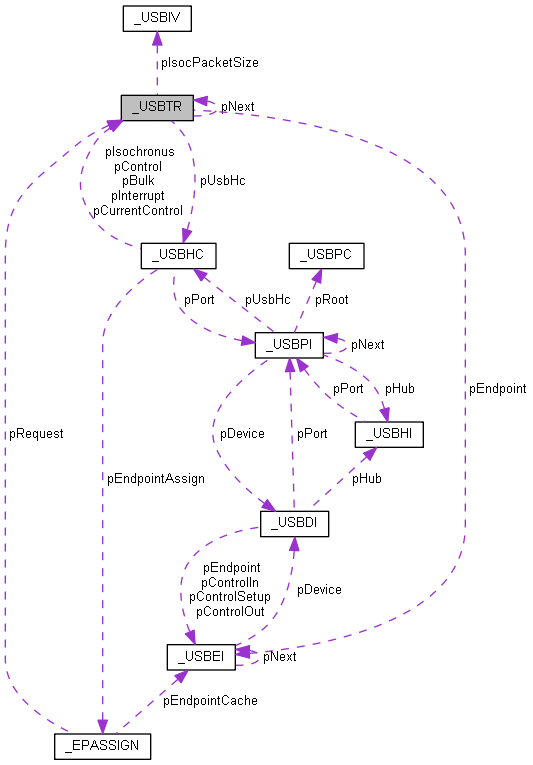 _USBIV
pIsocPacketSize
_USBTR
pNext
pIsochronus
pControl
pBulk
pInterrupt
pCurrentControl
pUsbHc
_USBHC
_USBPC
pPort
pUsbHc
pRoot
_USBPI
pNext
pPort
pHub
pEndpoint
pRequest
pDevice
pPort
_USBHI
pEndpointAssign
pHub
_USBDI
pEndpoint
pControlIn
pControlSetup
pControlOut
pDevice
_USBEI
pNext
pEndpointCache
_EPASSIGN